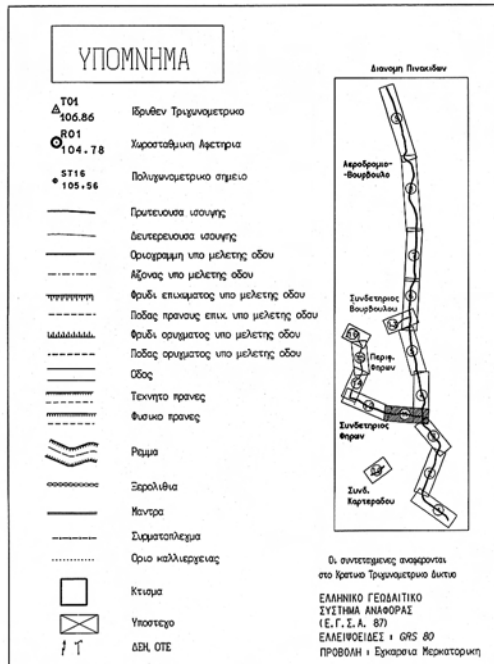 ΥΠΟΜΝΗΜΑ
T01
106.86
Ιδρυθεν Τριγωνομετρικο
R01
104.78
Χωροσταθμικη Αφετηρια
ST16
105.56
Πολυγωνομετρικο σημειο
Πρωτευουσα ισουψης
Δευτερευουσα ισουψης
Οριογραμμη υπο μελετης οδου
Αξονας υπο μελετης οδου
Φρυδι επιχωματος υπο μελετης οδου
Ποδας πρανους επιχ. υπο μελετης οδου
Φρυδι ορυγματος υπο μελετης οδου
Ποδας ορυγματος υπο μελετης οδου
Οδος
Τεχνητο πρανες
Φυσικο πρανες
Ρεμμα
Ξερολιθια
Μαντρα
Συρματοπλεγμα
Οριο καλλιεργειας
Κτισμα
Υποστεγο
ΔΕΗ, ΟΤΕ
Διανομη Πινακιδων
Αεροδρομιο-
-Βουρβουλο
Συνδετηριος
Βουρβουλου
Περιφ.
Φηρων
Συνδετηριος
Φηρων
Συνδ.
Καρτεραδου
Οι συντεταγμενες αναφερονται
στο Κρατικο Τριγωνομετρικο Δικτυο
ΕΛΛΗΝΙΚΟ ΓΕΩΔΑΙΤΙΚΟ
ΣΥΣΤΗΜΑ ΑΝΑΦΟΡΑΣ
(Ε.Γ.Σ.Α. 87)
ΕΛΛΕΙΨΟΕΙΔΕΣ : GRS 80
ΠΡΟΒΟΛΗ : Εγκαρσια Μερκατορικη